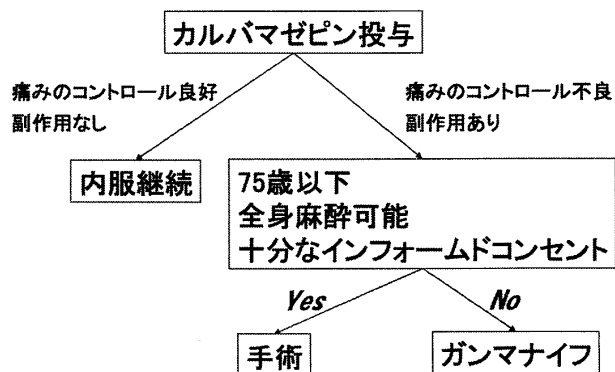 カルバマゼピン投与
痛みのコントロール良好
副作用なし
痛みのコントロール不良
副作用あり
内服継続
75歳以下
全身麻酔可能
十分なインフォームドコンセント
Yes
No
手術
ガンマナイフ